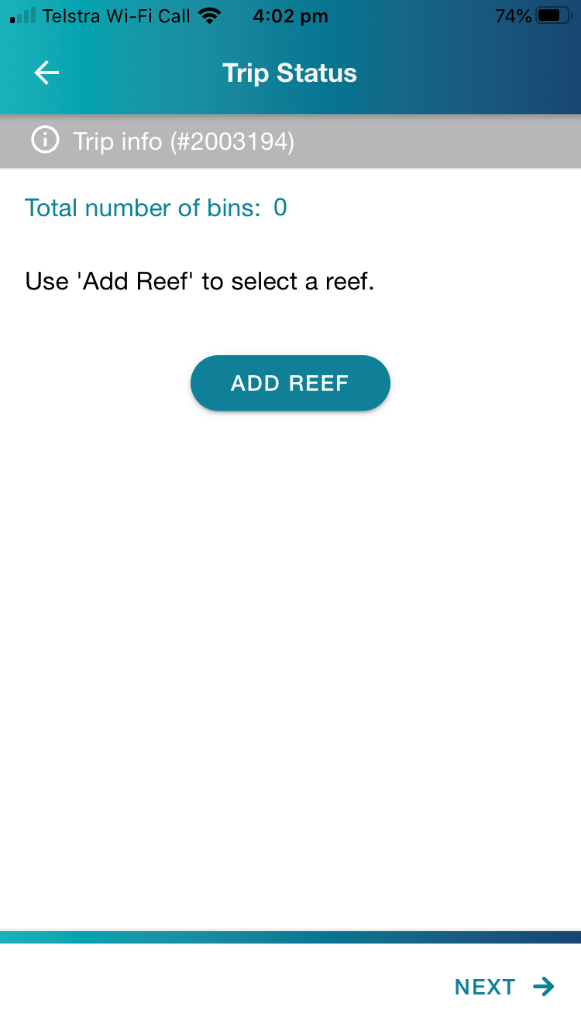 Telstra Wi-Fi Call 4:02 pm 74%
Trip Status
Trip info (#2003194)
Total number of bins: 0
Use 'Add Reef' to select a reef.
ADD REEF
NEXT